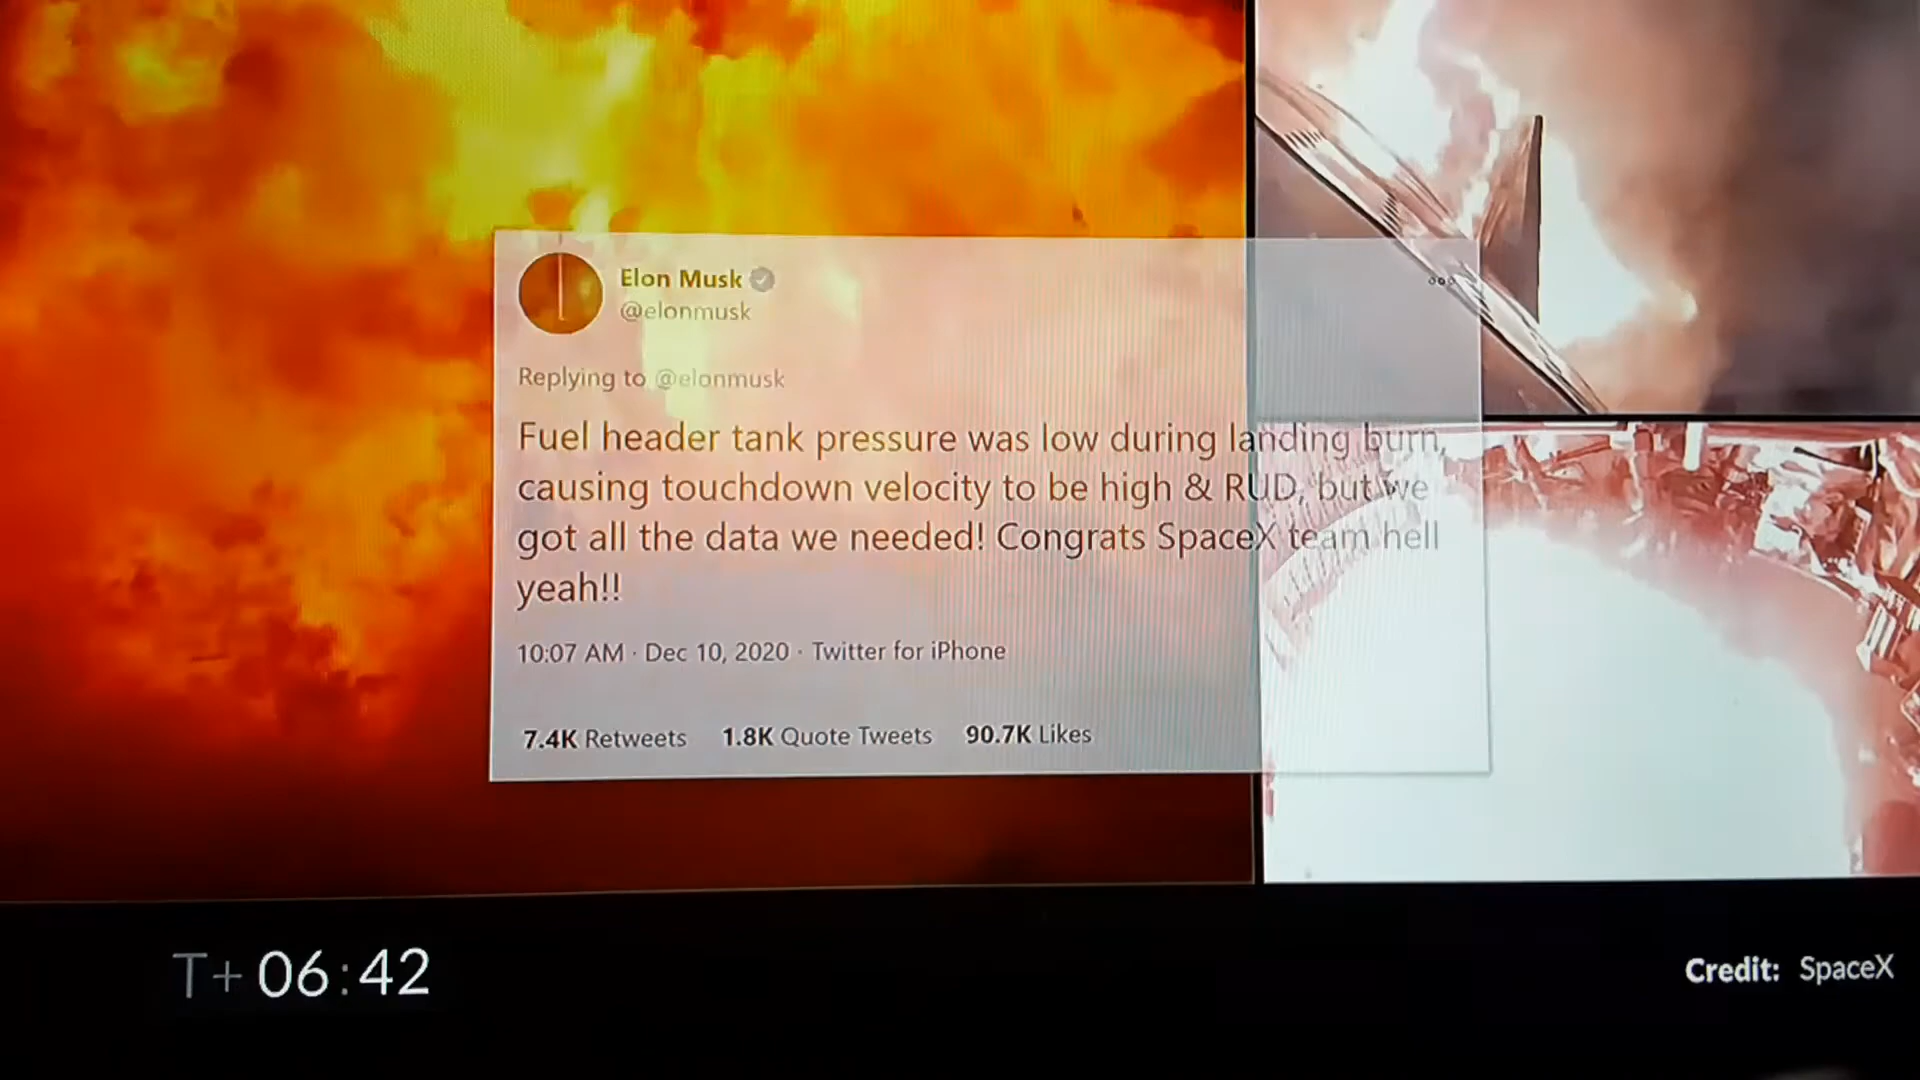 Elon Musk
@elonmusk
Replying to @elonmusk
Fuel header tank pressure was low during landing burn,
causing touchdown velocity to be high & RUD, but we
got all the data we needed! Congrats SpaceX team hell
yeah!!
10:07 AM · Dec 10, 2020 · Twitter for iPhone
7.4K Retweets 1.8K Quote Tweets 90.7K Likes
T+ 06:42
Credit: SpaceX